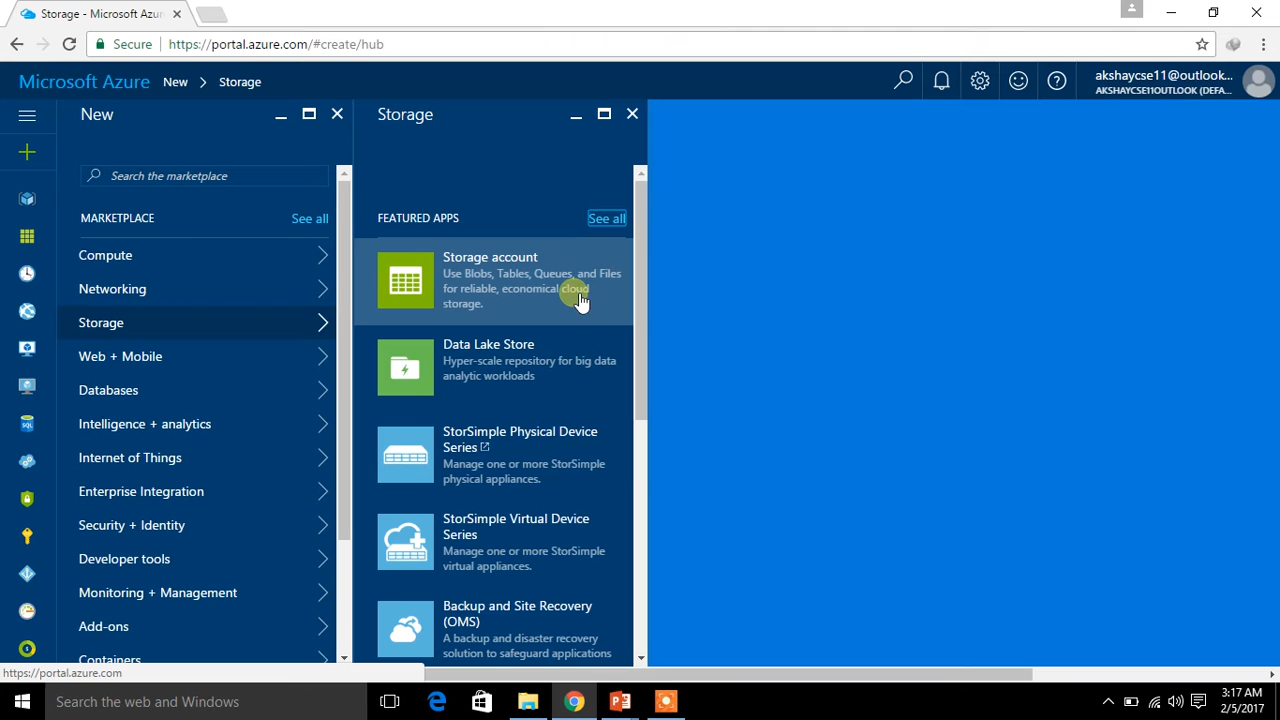 Storage - Microsoft Azur
Secure https://portal.azure.com/#create/hub
Microsoft Azure New Storage
akshaycse11@outlook...
AKSHAYCSE11OUTLOOK (DEFA...
New
Search the marketplace
MARKETPLACE See all
Compute
Networking
Storage
Web + Mobile
Databases
Intelligence + analytics
Internet of Things
Enterprise Integration
Security + Identity
Developer tools
Monitoring + Management
Add-ons
Containers
Storage
FEATURED APPS See all
Storage account
Use Blobs, Tables, Queues, and Files
for reliable, economical cloud
storage.
Data Lake Store
Hyper-scale repository for big data
analytic workloads
StorSimple Physical Device
Series
Manage one or more StorSimple
physical appliances.
StorSimple Virtual Device
Series
Manage one or more StorSimple
virtual appliances.
Backup and Site Recovery
(OMS)
A backup and disaster recovery
solution to safeguard applications
https://portal.azure.com
Search the web and Windows
3:17 AM
2/5/2017